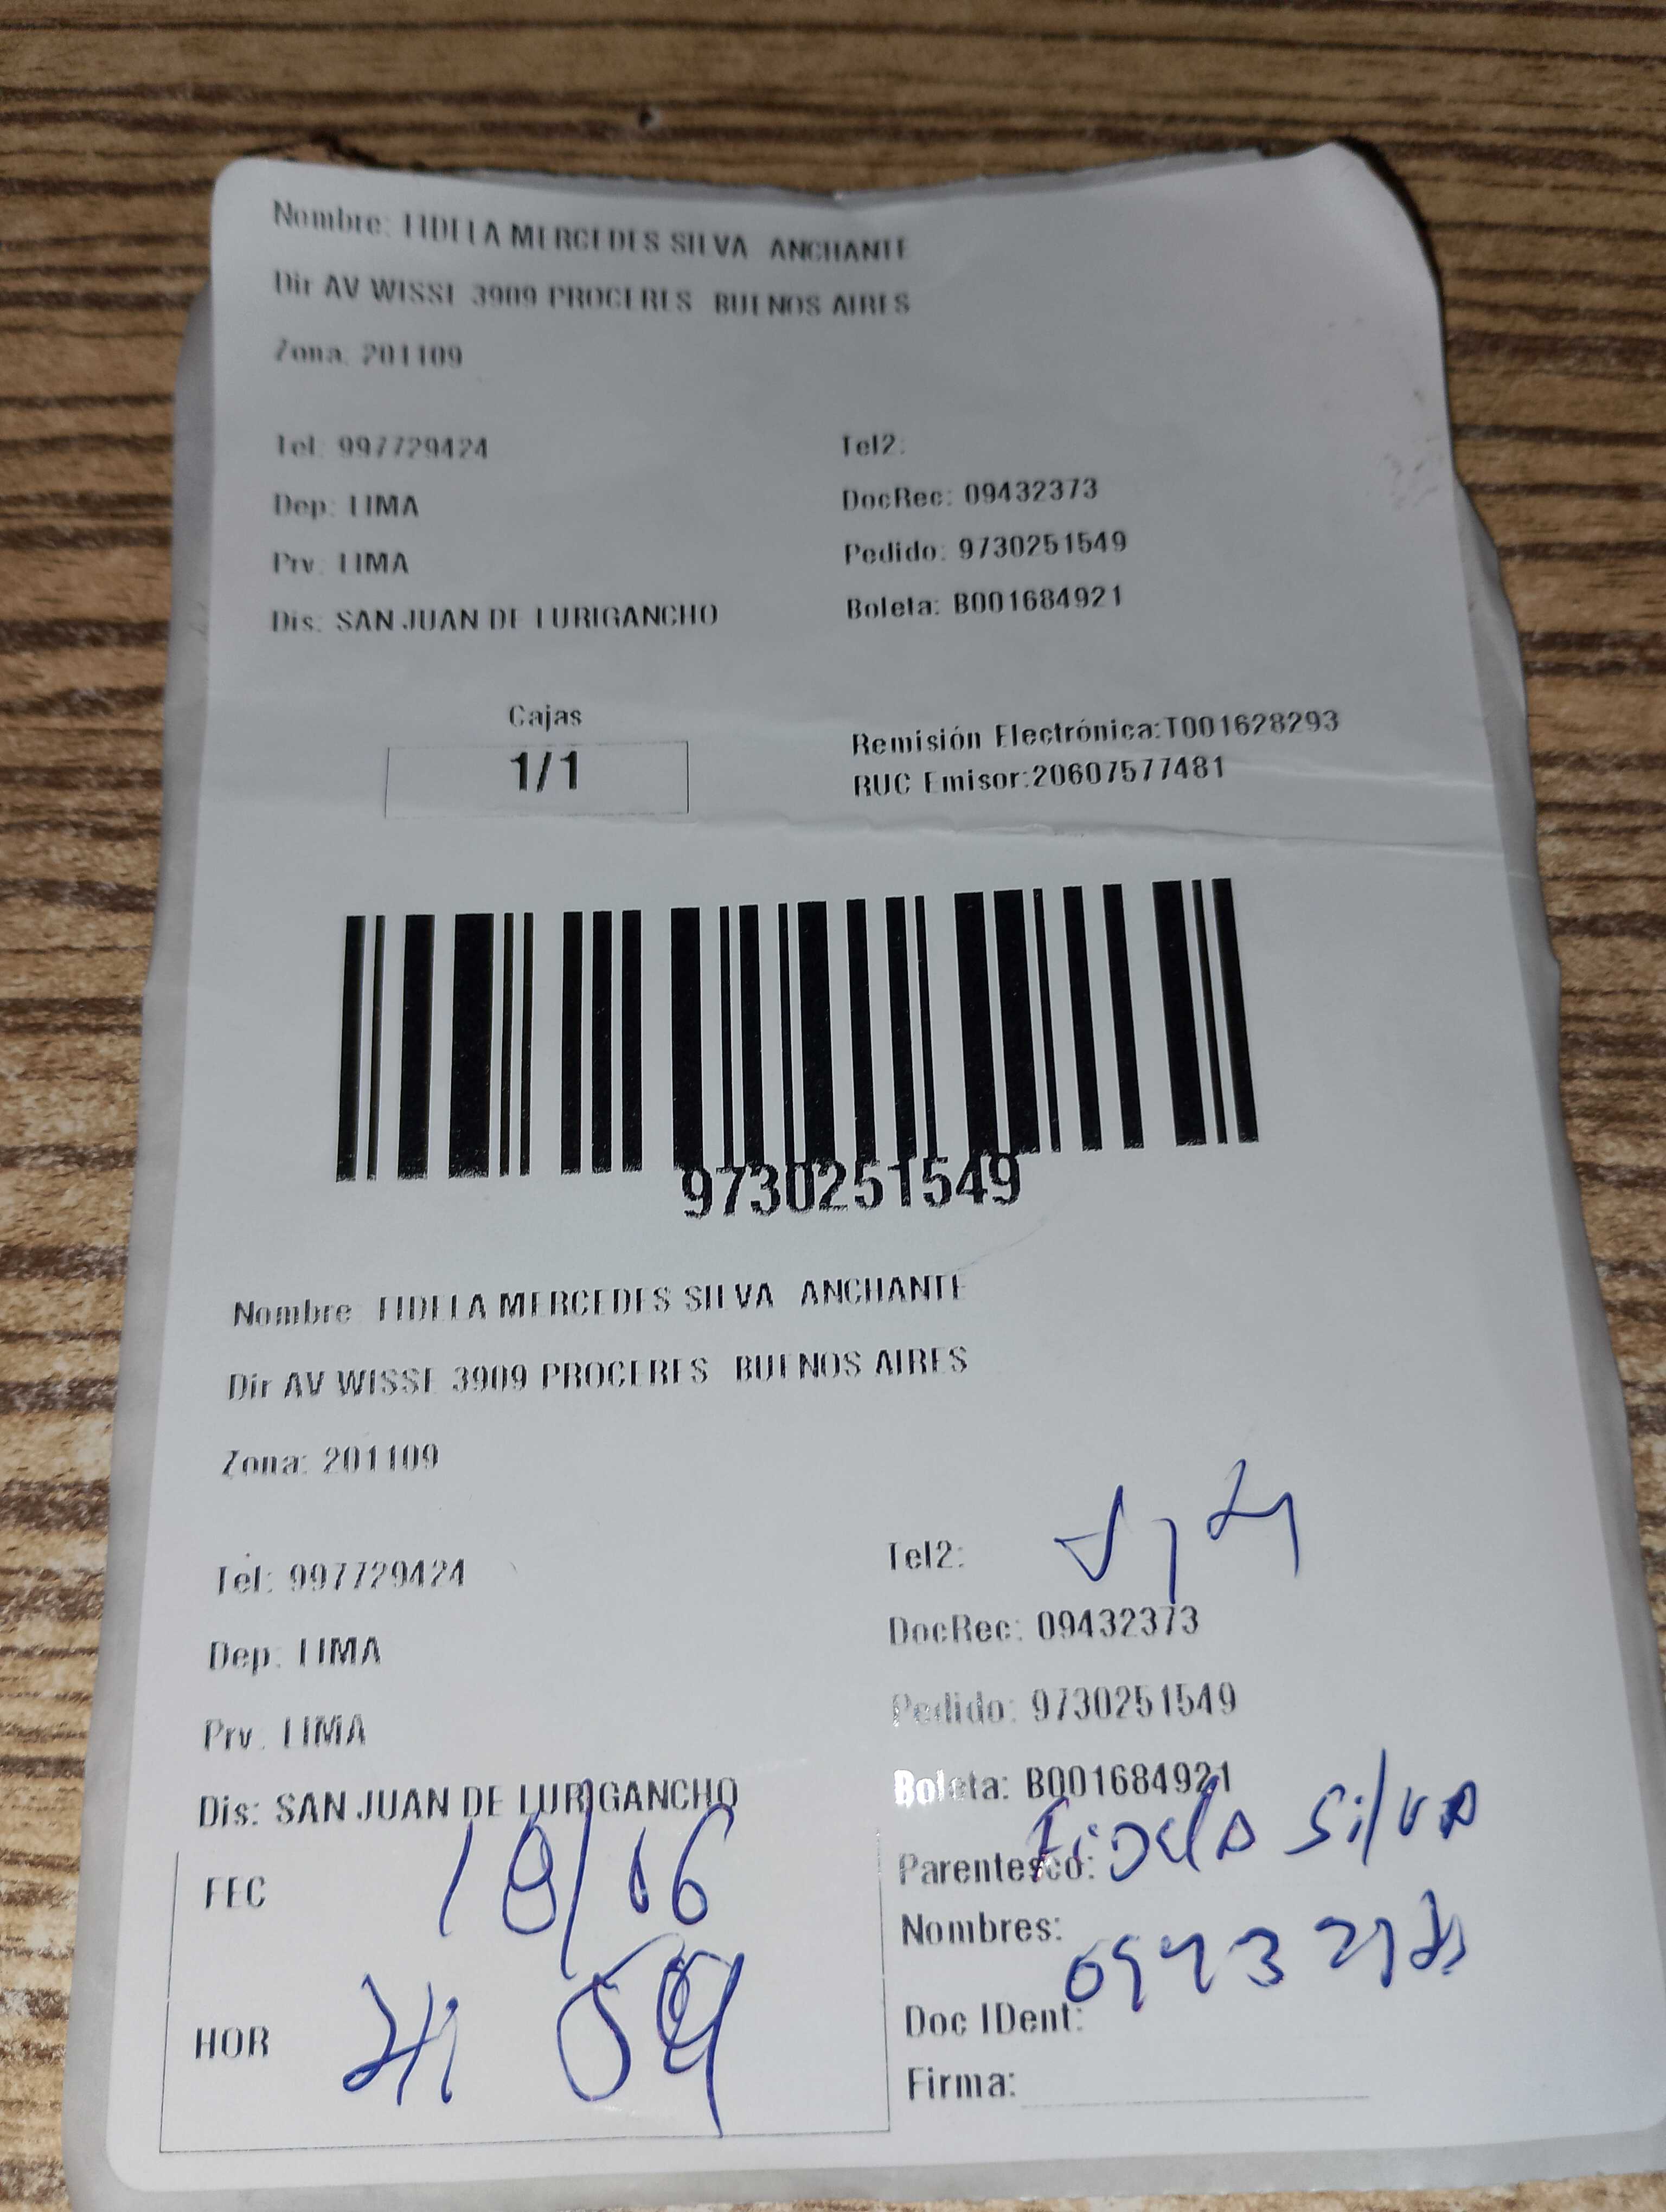 Nombre: FIDELA MERCEDES SILVA ANCHANTE
Dir AV WISSE 3909 PROCERES BUENOS AIRES
Zona: 201109
Tel: 997729424 Tel2:
Dep: LIMA DocRec: 09432373
Prv: LIMA Pedido: 9730251549
Dis: SAN JUAN DE LURIGANCHO Boleta: B001684921
Cajas
1/1
Remisión Electrónica:T001628293
RUC Emisor:20607577481
9730251549
Nombre FIDELA MERCEDES SILVA ANCHANTE
Dir AV WISSE 3909 PROCERES BUENOS AIRES
Zona: 201109
Tel: 997729424 Tel2:
Dep: LIMA DocRec: 09432373
Prv. LIMA Pedido: 9730251549
Dis: SAN JUAN DE LURIGANCHO Boleta: B001684921
FEC 18/06
Parentesco: Fidela Silva
Nombres:
HOR
Doc IDent:
Firma: